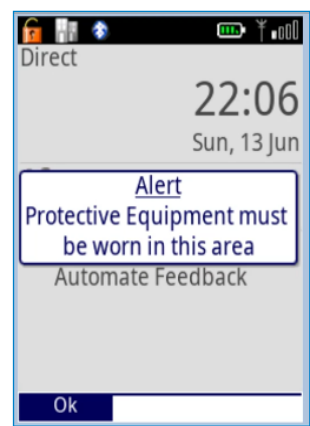 Direct
22:06
Sun, 13 Jun
Alert
Protective Equipment must
be worn in this area
Automate Feedback
Ok